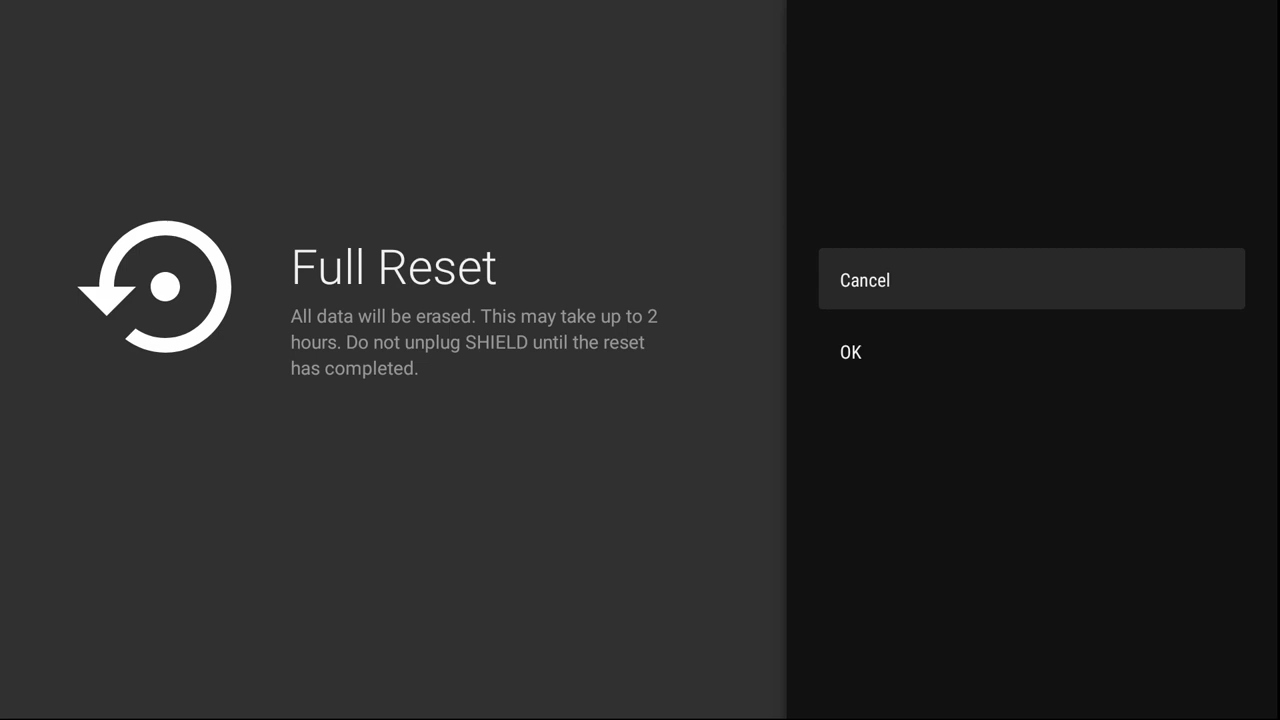 Full Reset
All data will be erased. This may take up to 2
hours. Do not unplug SHIELD until the reset
has completed.
Cancel
OK